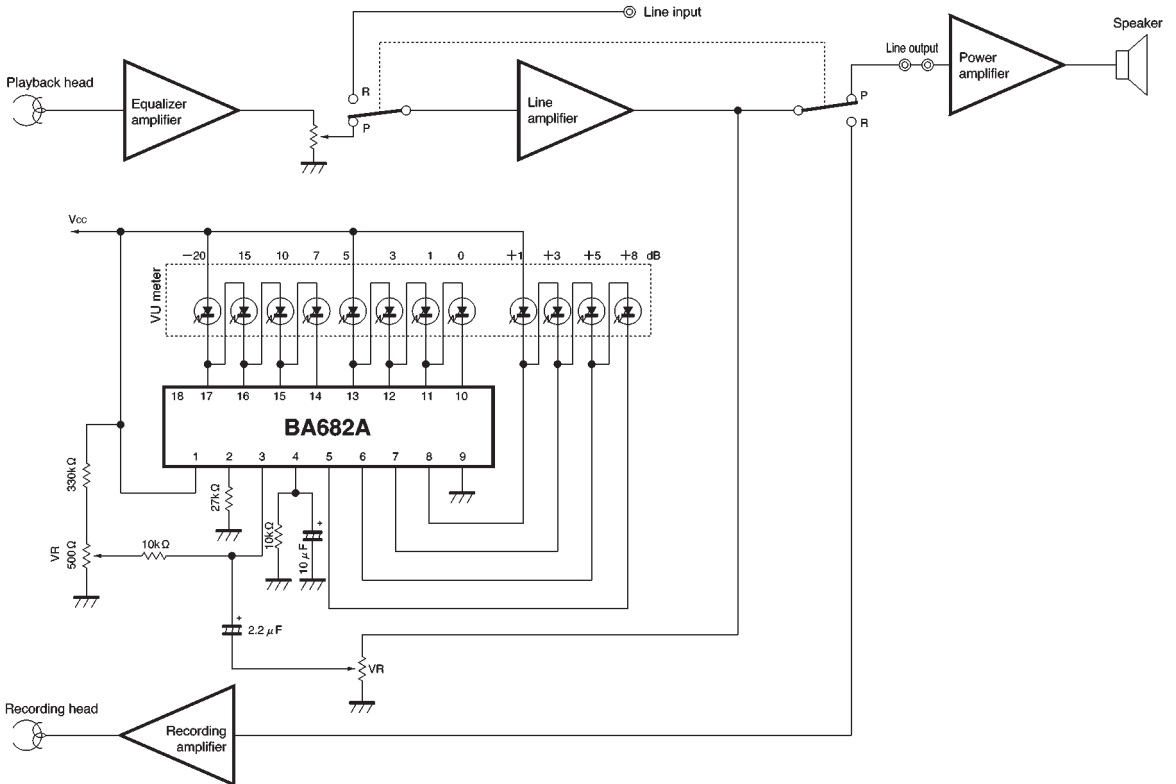 Line input
Speaker
Playback head
Equalizer
amplifier
R
P
Line
amplifier
Line output
P
R
Power
amplifier
Vcc
−20 15 10 7 5 3 1 0 +1 +3 +5 +8 dB
VU meter
18 17 16 15 14 13 12 11 10
BA682A
1 2 3 4 5 6 7 8 9
330kΩ
27kΩ
10kΩ
10μF
+
VR
500Ω
10kΩ
+
2.2μF
VR
Recording head
Recording
amplifier